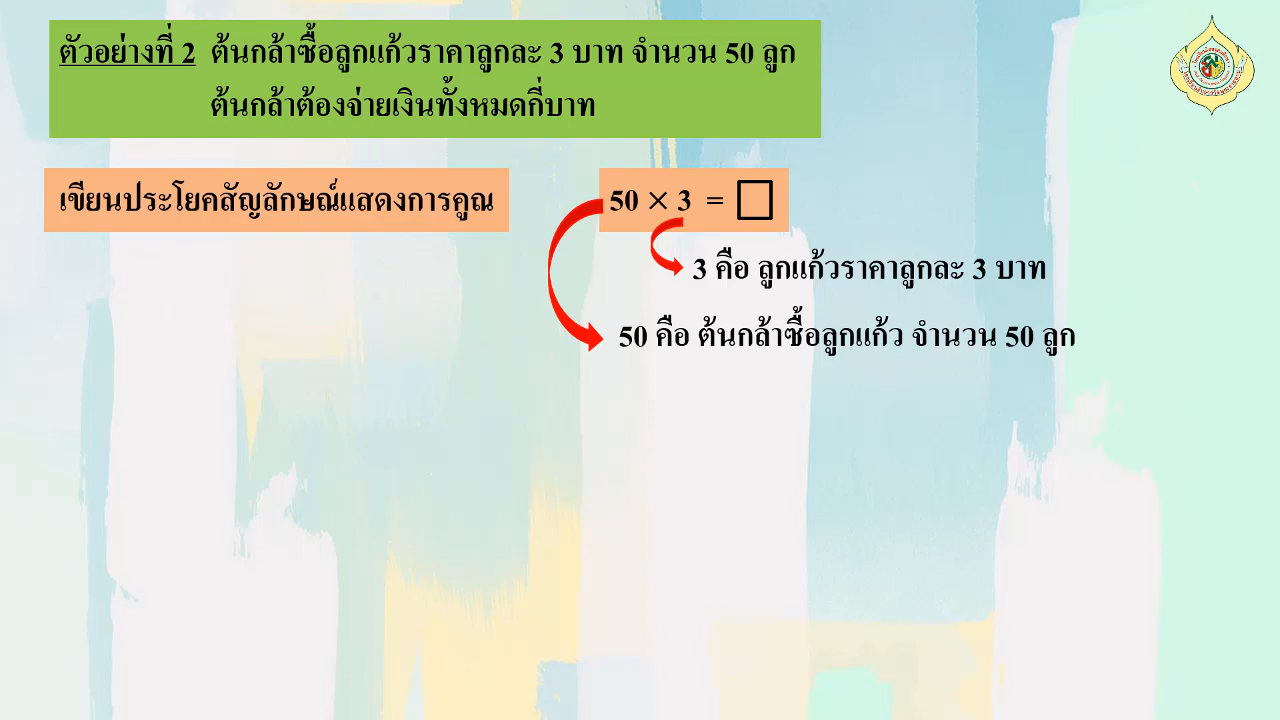 ตัวอย่างที่ 2 ต้นกล้าซื้อลูกแก้วราคาลูกละ 3 บาท จำนวน 50 ลูก
ต้นกล้าต้องจ่ายเงินทั้งหมดกี่บาท
เขียนประโยคสัญลักษณ์แสดงการคูณ 50 × 3 = □
3 คือ ลูกแก้วราคาลูกละ 3 บาท
50 คือ ต้นกล้าซื้อลูกแก้ว จำนวน 50 ลูก